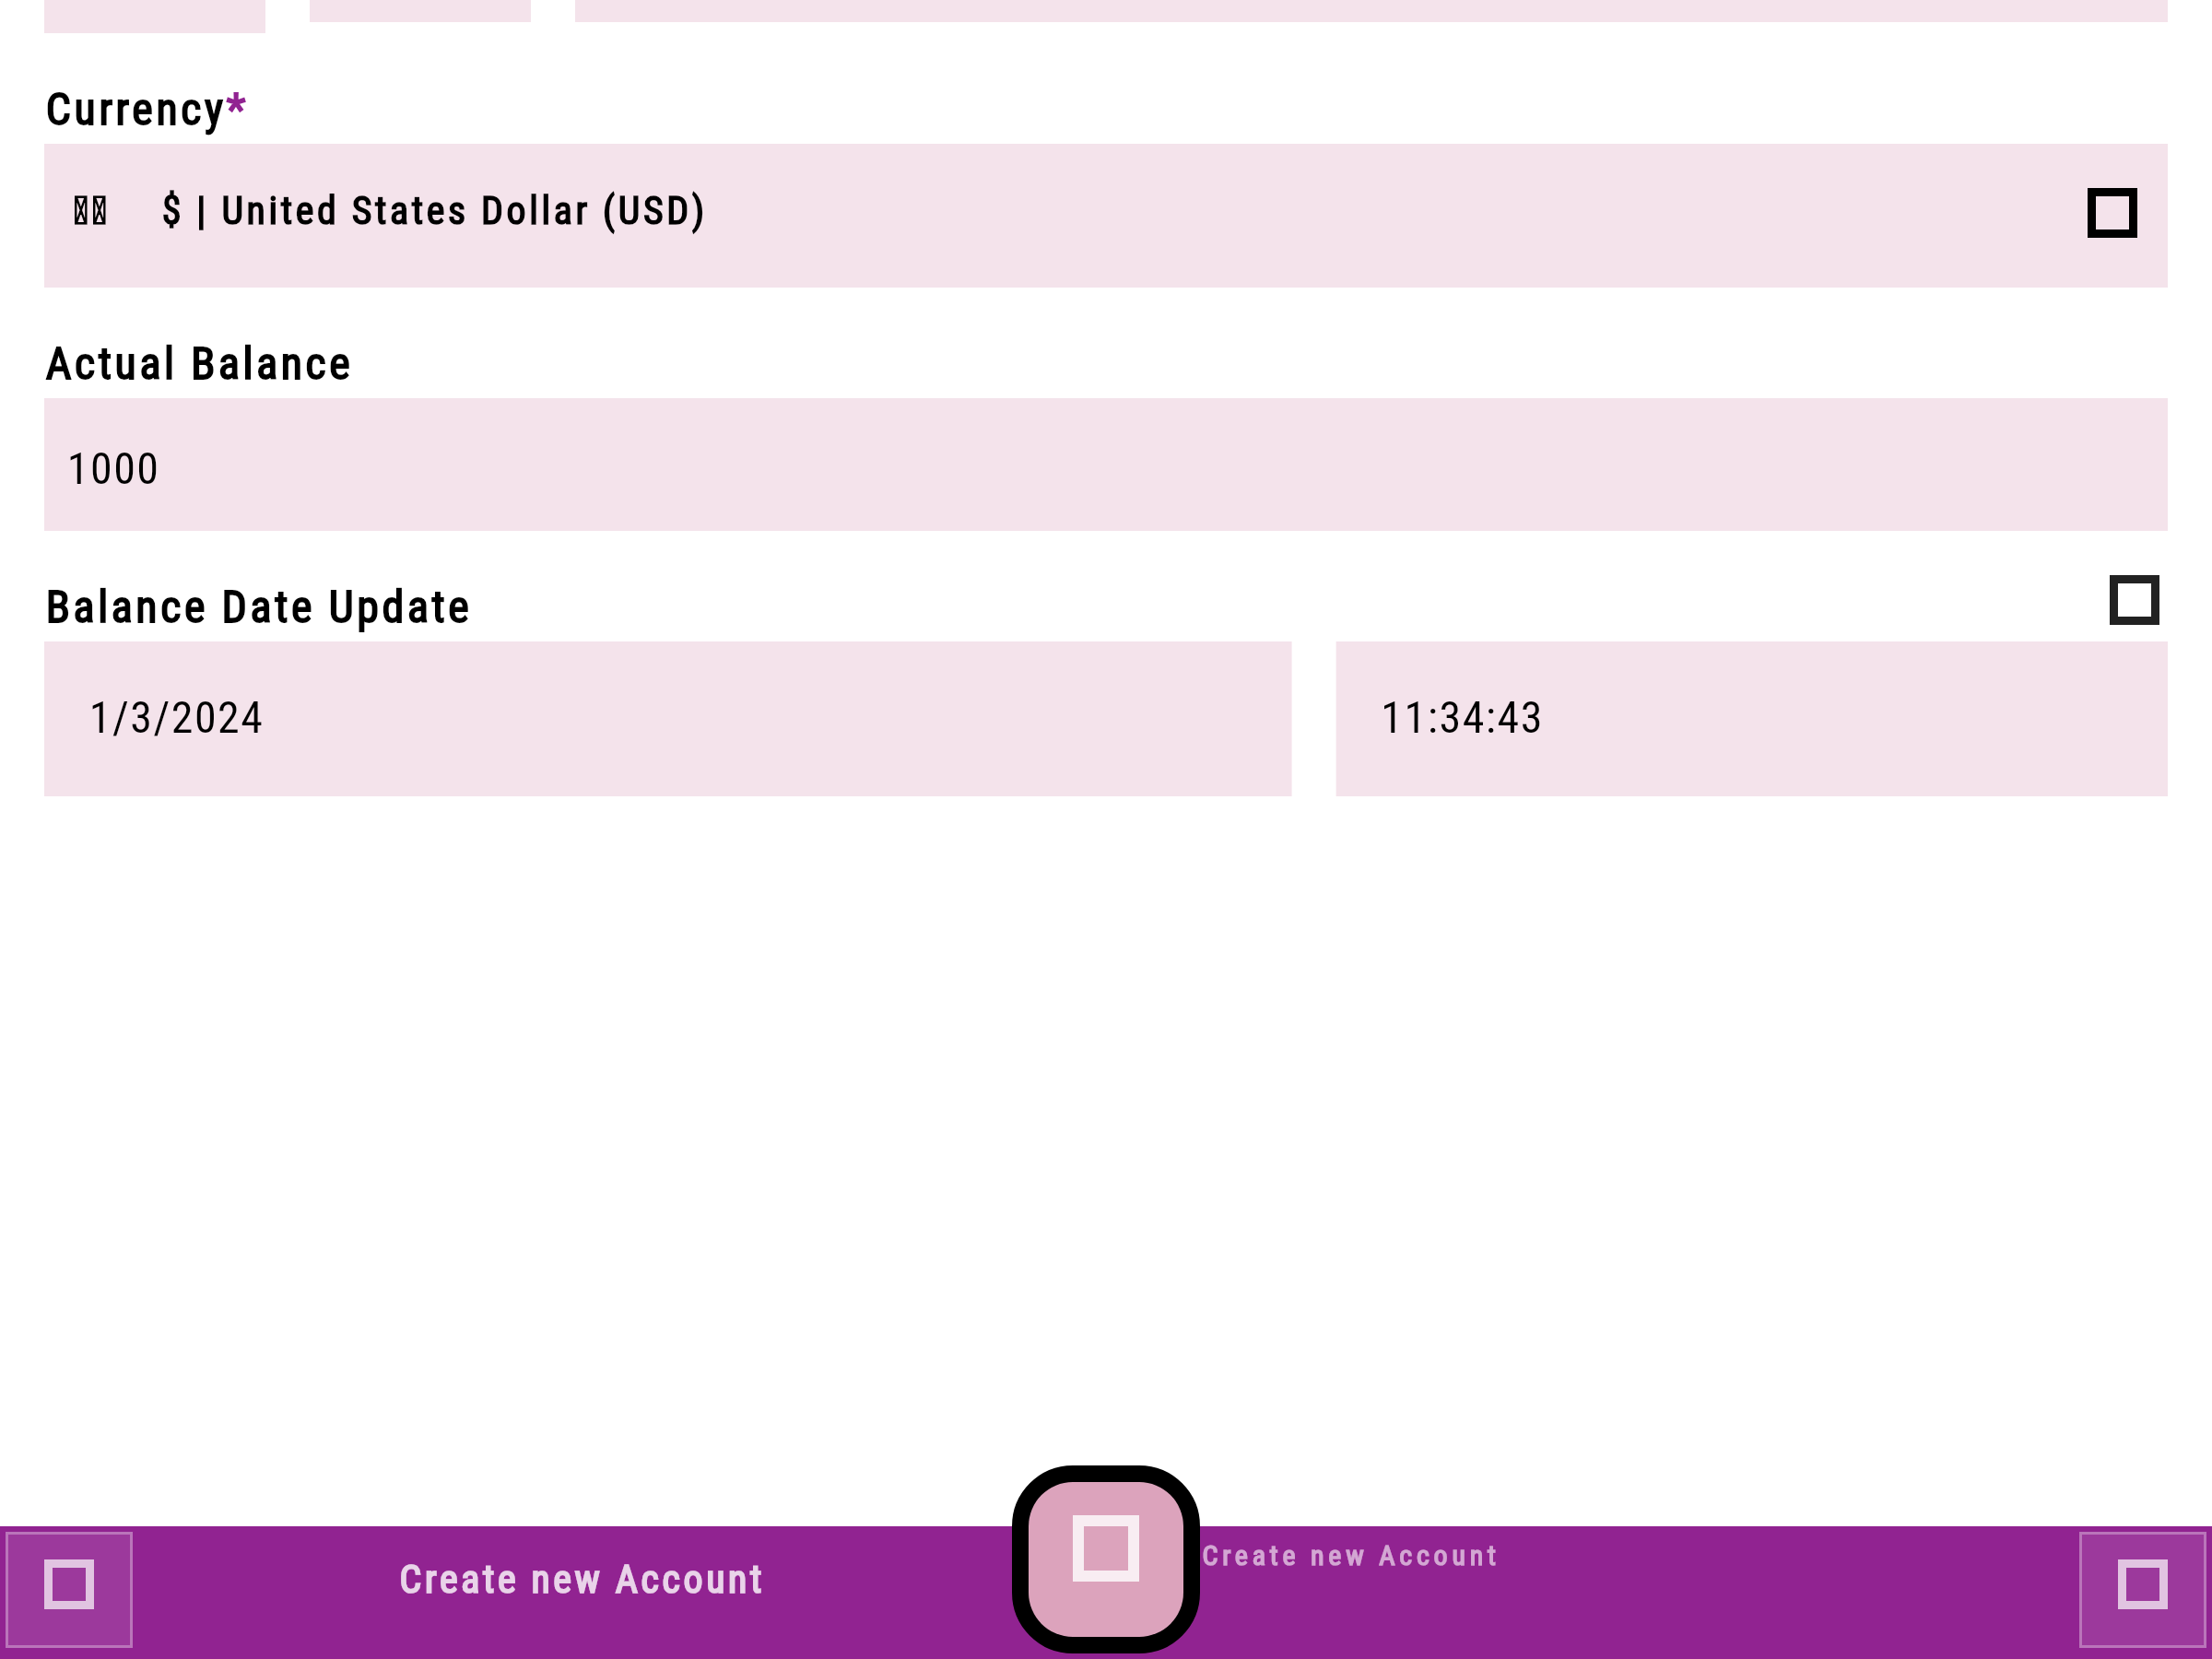 Currency*
$ | United States Dollar (USD)
Actual Balance
1000
Balance Date Update
1/3/2024
11:34:43
Create new Account
Create new Account